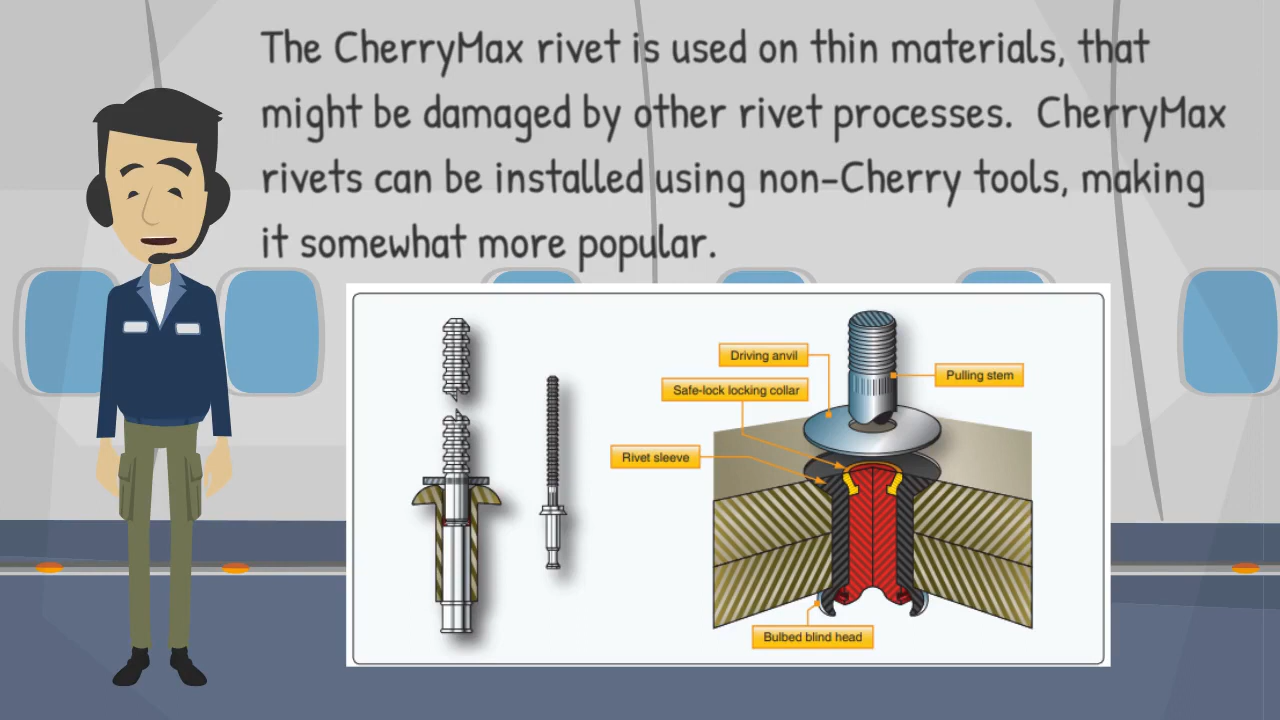 The CherryMax rivet is used on thin materials, that
might be damaged by other rivet processes. CherryMax
rivets can be installed using non-Cherry tools, making
it somewhat more popular.
Driving anvil
Pulling stem
Safe-lock locking collar
Rivet sleeve
Bulbed blind head